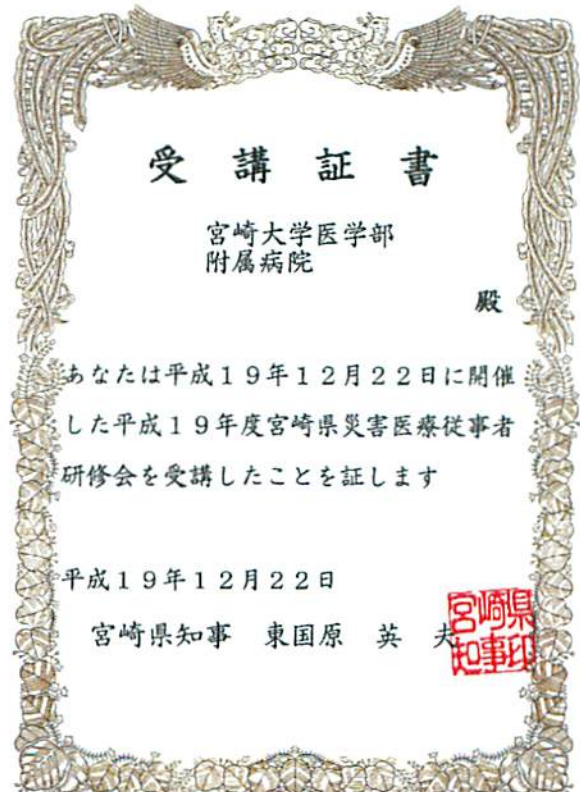 受講証書
宮崎大学医学部
附属病院
殿
あなたは平成19年12月22日に開催
した平成19年度宮崎県災害医療従事者
研修会を受講したことを証します
平成19年12月22日
宮崎県知事 東国原 英夫
宮崎県
知事印